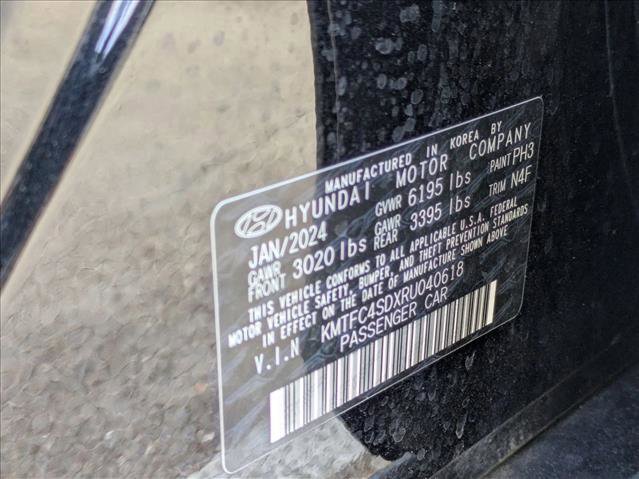 MANUFACTURED IN KOREA BY
HYUNDAI MOTOR COMPANY
JAN/2024 GVWR 6195 lbs PAINT PH3
GAWR FRONT 3020 lbs GAWR REAR 3395 lbs TRIM N4F
THIS VEHICLE CONFORMS TO ALL APPLICABLE U.S.A. FEDERAL
MOTOR VEHICLE SAFETY, BUMPER, AND THEFT PREVENTION STANDARDS
IN EFFECT ON THE DATE OF MANUFACTURE SHOWN ABOVE.
V.I.N KMTFC4SDXRU040618
PASSENGER CAR